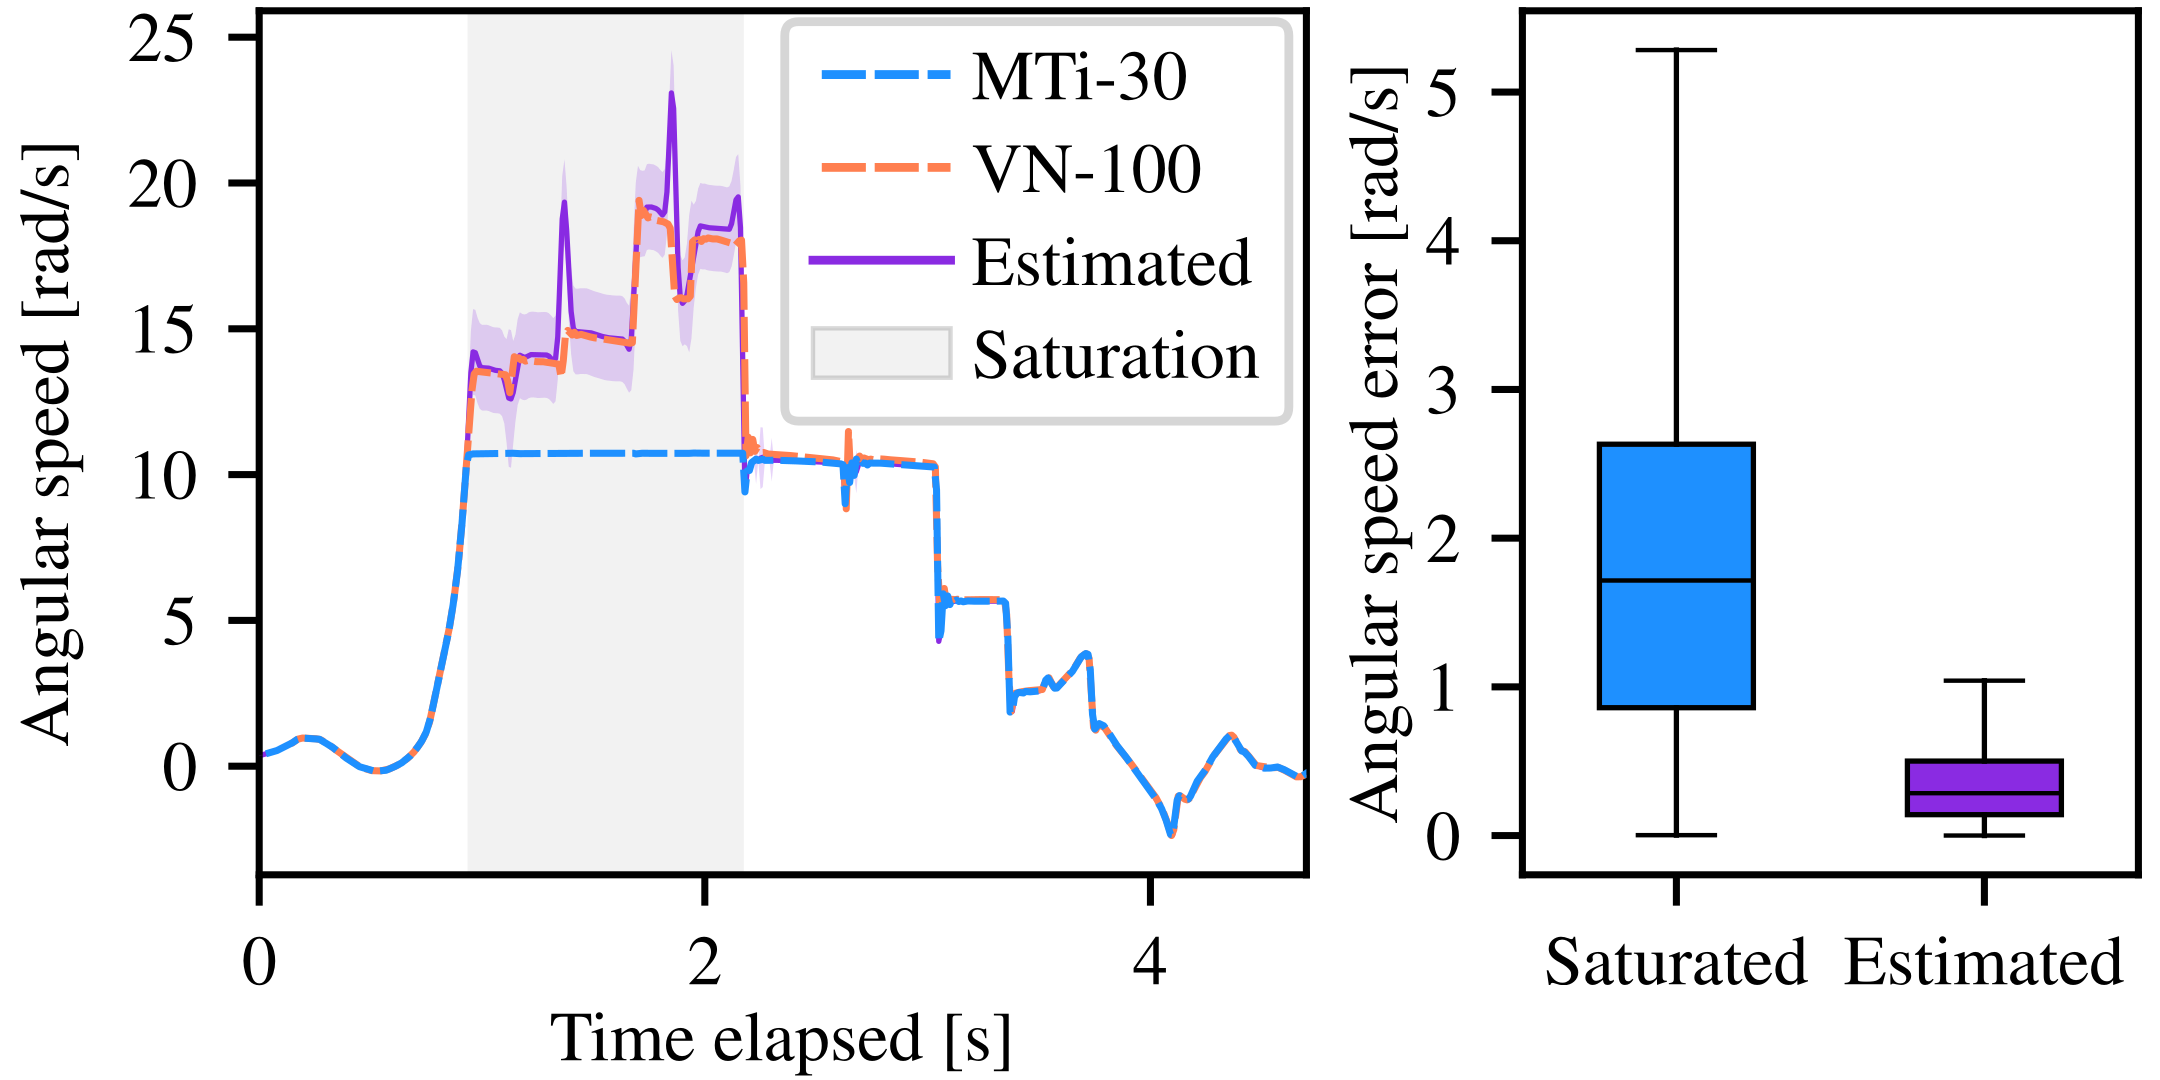 25
20
15
10
5
0
Angular speed [rad/s]
0 2 4
Time elapsed [s]
MTi-30
VN-100
Estimated
Saturation
5
4
3
2
1
0
Angular speed error [rad/s]
Saturated Estimated